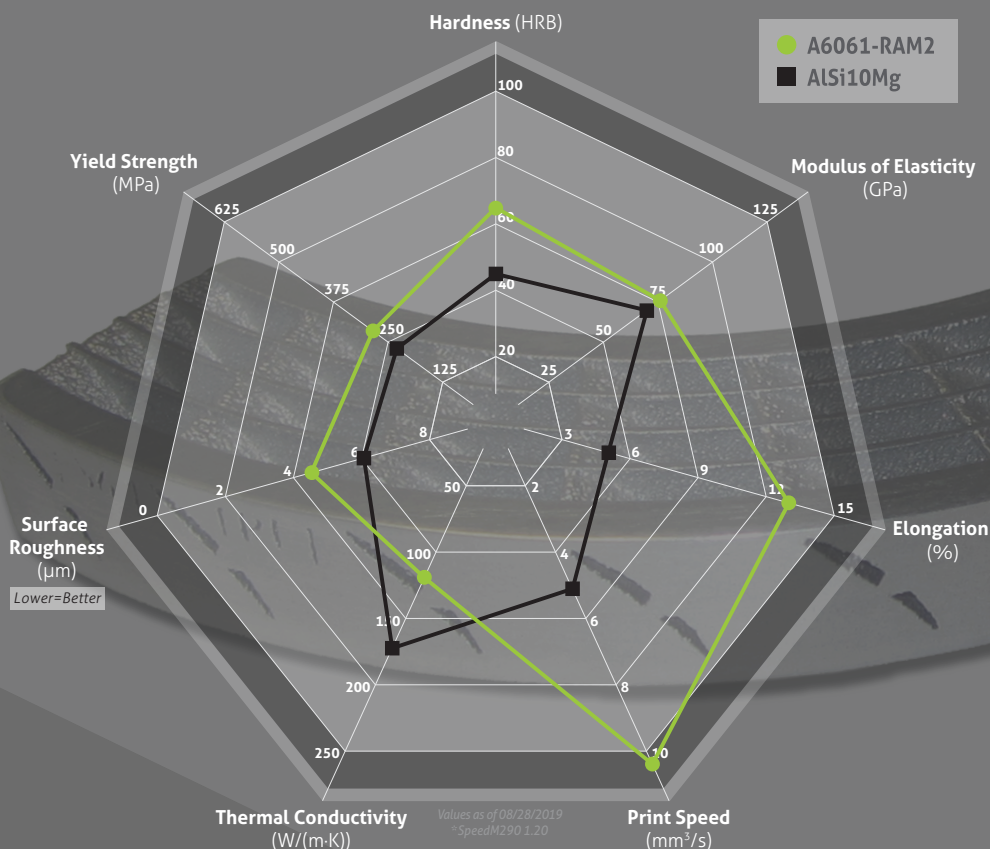 Hardness (HRB)
A6061-RAM2
AlSi10Mg
Yield Strength
(MPa)
Modulus of Elasticity
(GPa)
100
80
60
40
20
625
500
375
250
125
125
100
75
50
25
8
6
4
2
0
3
6
9
12
15
Surface
Roughness
(µm)
Lower=Better
Elongation
(%)
50
100
150
200
250
2
4
6
8
10
Thermal Conductivity
(W/(m·K))
Values as of 08/28/2019
*SpeedM290 1.20
Print Speed
(mm³/s)